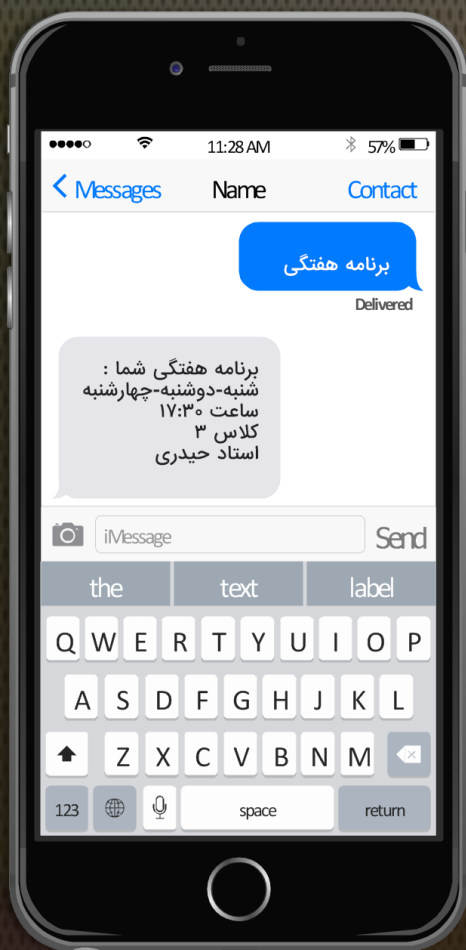 11:28 AM 57%
Messages Name Contact
برنامه هفتگی
Delivered
برنامه هفتگی شما :
شنبه-دوشنبه-چهارشنبه
ساعت ۱۷:۳۰
کلاس ۳
استاد حیدری
iMessage Send
the text label
Q W E R T Y U I O P
A S D F G H J K L
Z X C V B N M
123 space return